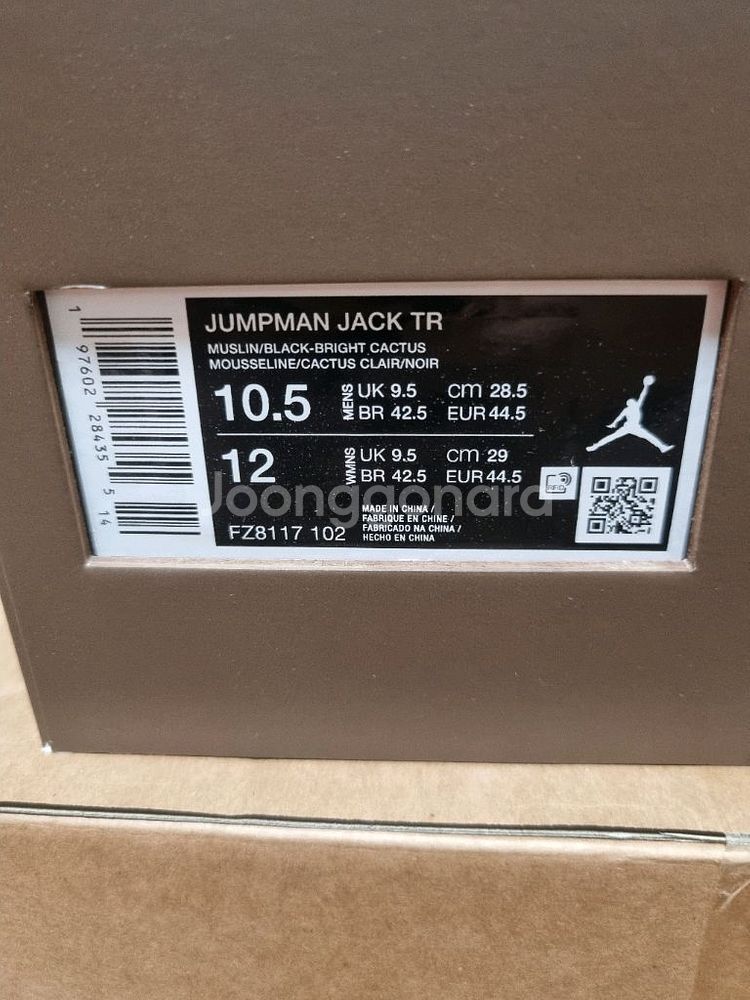 1 97602 28435 5 14
JUMPMAN JACK TR
MUSLIN/BLACK-BRIGHT CACTUS
MOUSSELINE/CACTUS CLAIR/NOIR
10.5 MENS UK 9.5 CM 28.5
BR 42.5 EUR 44.5
12 WMNS UK 9.5 CM 29
BR 42.5 EUR 44.5
RFID
Joonggonara
MADE IN CHINA /
FABRIQUE EN CHINE /
FABRICADO NA CHINA /
HECHO EN CHINA
FZ8117 102